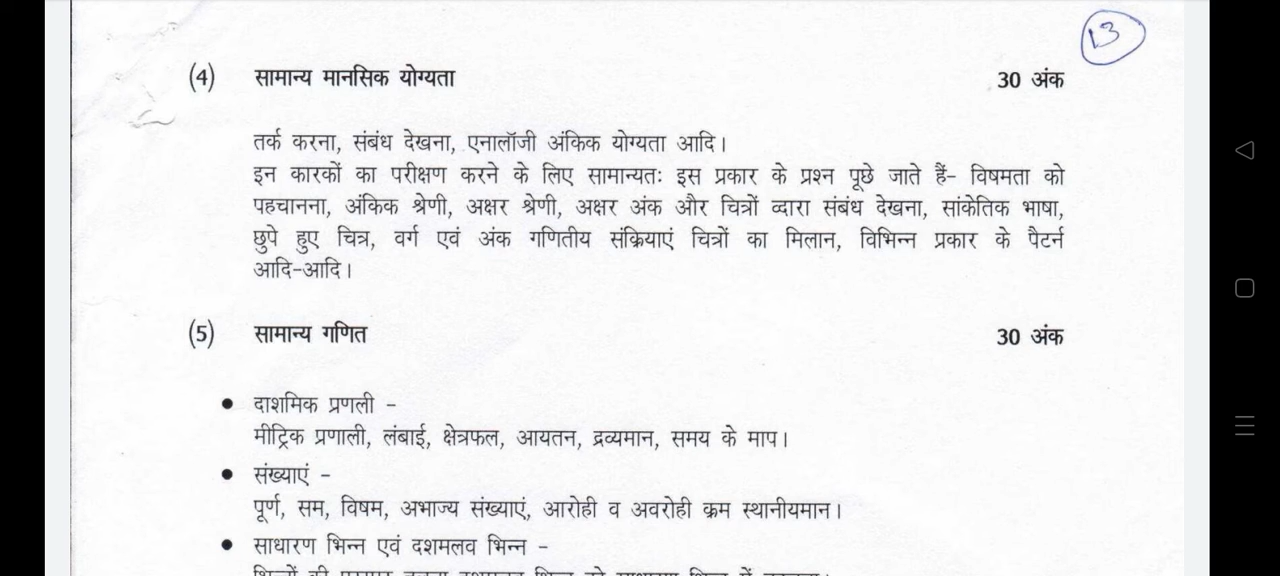 13
(4) सामान्य मानसिक योग्यता 30 अंक
तर्क करना, संबंध देखना, एनालॉजी अंकिक योग्यता आदि।
इन कारकों का परीक्षण करने के लिए सामान्यतः इस प्रकार के प्रश्न पूछे जाते हैं- विषमता को
पहचानना, अंकिक श्रेणी, अक्षर श्रेणी, अक्षर अंक और चित्रों व्दारा संबंध देखना, सांकेतिक भाषा,
छुपे हुए चित्र, वर्ग एवं अंक गणितीय संक्रियाएं चित्रों का मिलान, विभिन्न प्रकार के पैटर्न
आदि-आदि।
(5) सामान्य गणित 30 अंक
• दाशमिक प्रणली -
मीट्रिक प्रणाली, लंबाई, क्षेत्रफल, आयतन, द्रव्यमान, समय के माप।
• संख्याएं -
पूर्ण, सम, विषम, अभाज्य संख्याएं, आरोही व अवरोही क्रम स्थानीयमान।
• साधारण भिन्न एवं दशमलव भिन्न -